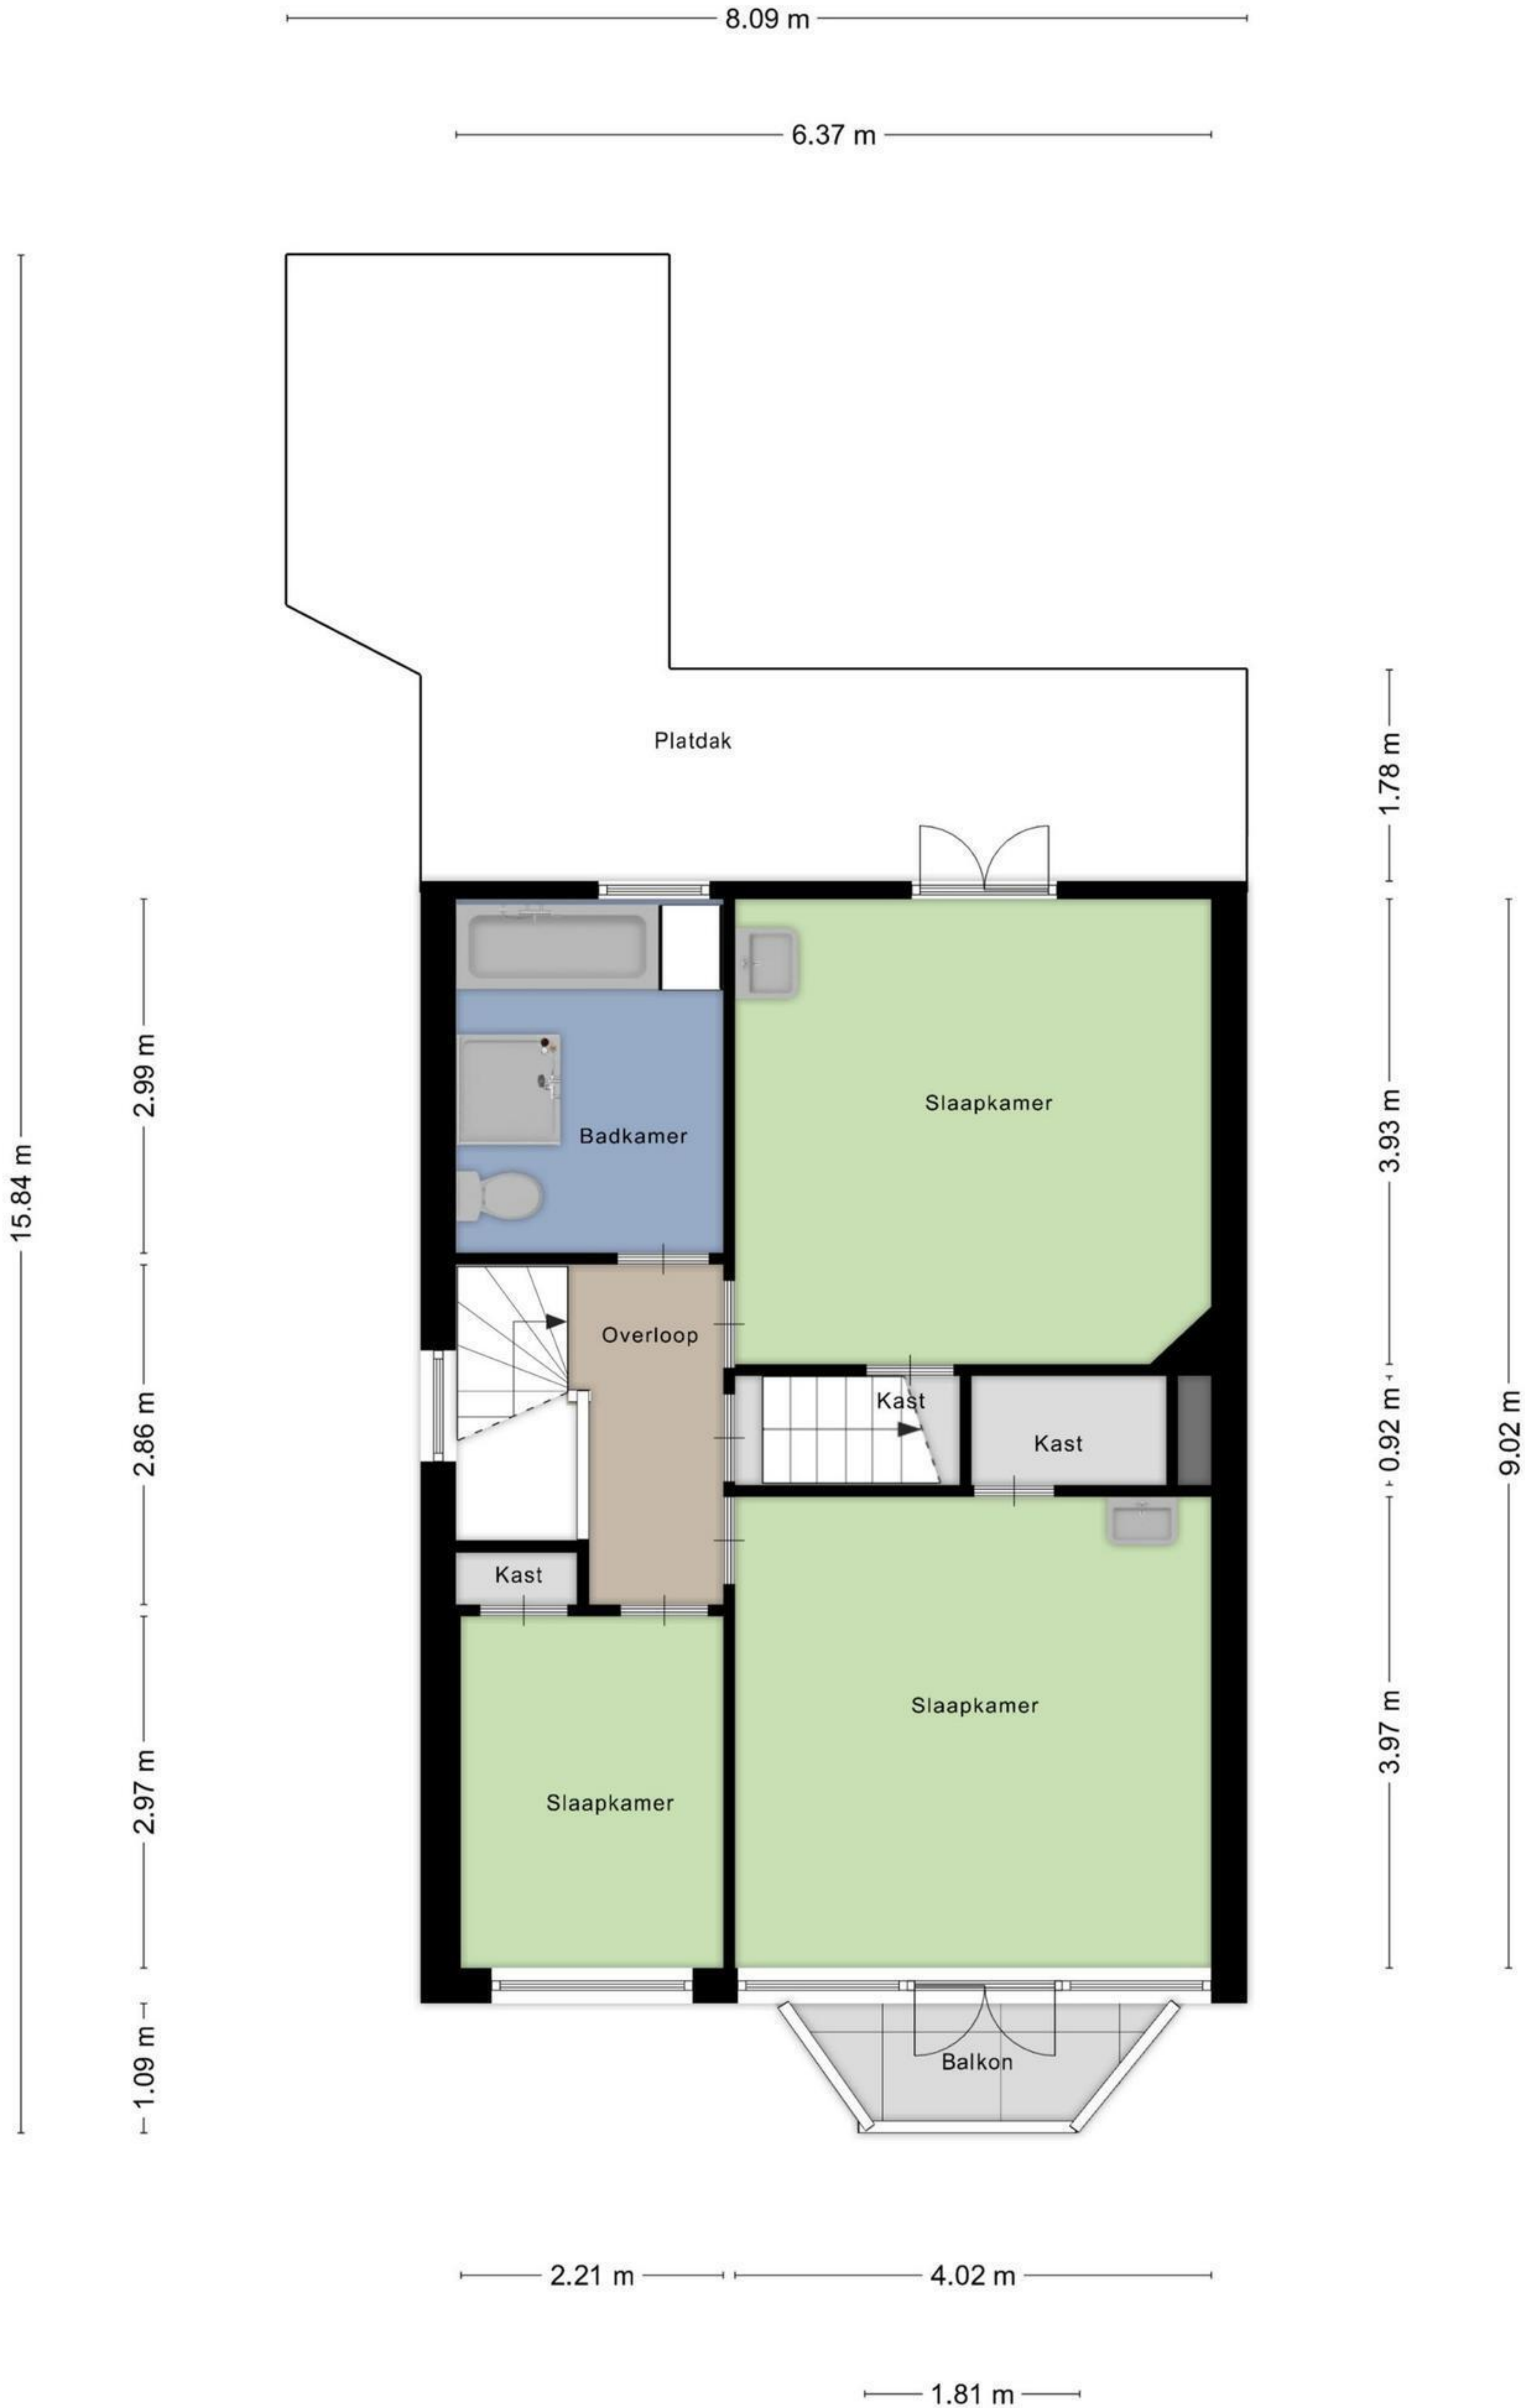 8.09 m
6.37 m
Platdak
1.78 m
2.99 m
3.93 m
Slaapkamer
Badkamer
15.84 m
Overloop
2.86 m
Kast
Kast
0.92 m
9.02 m
Kast
Slaapkamer
3.97 m
Slaapkamer
2.97 m
Balkon
1.09 m
2.21 m
4.02 m
1.81 m